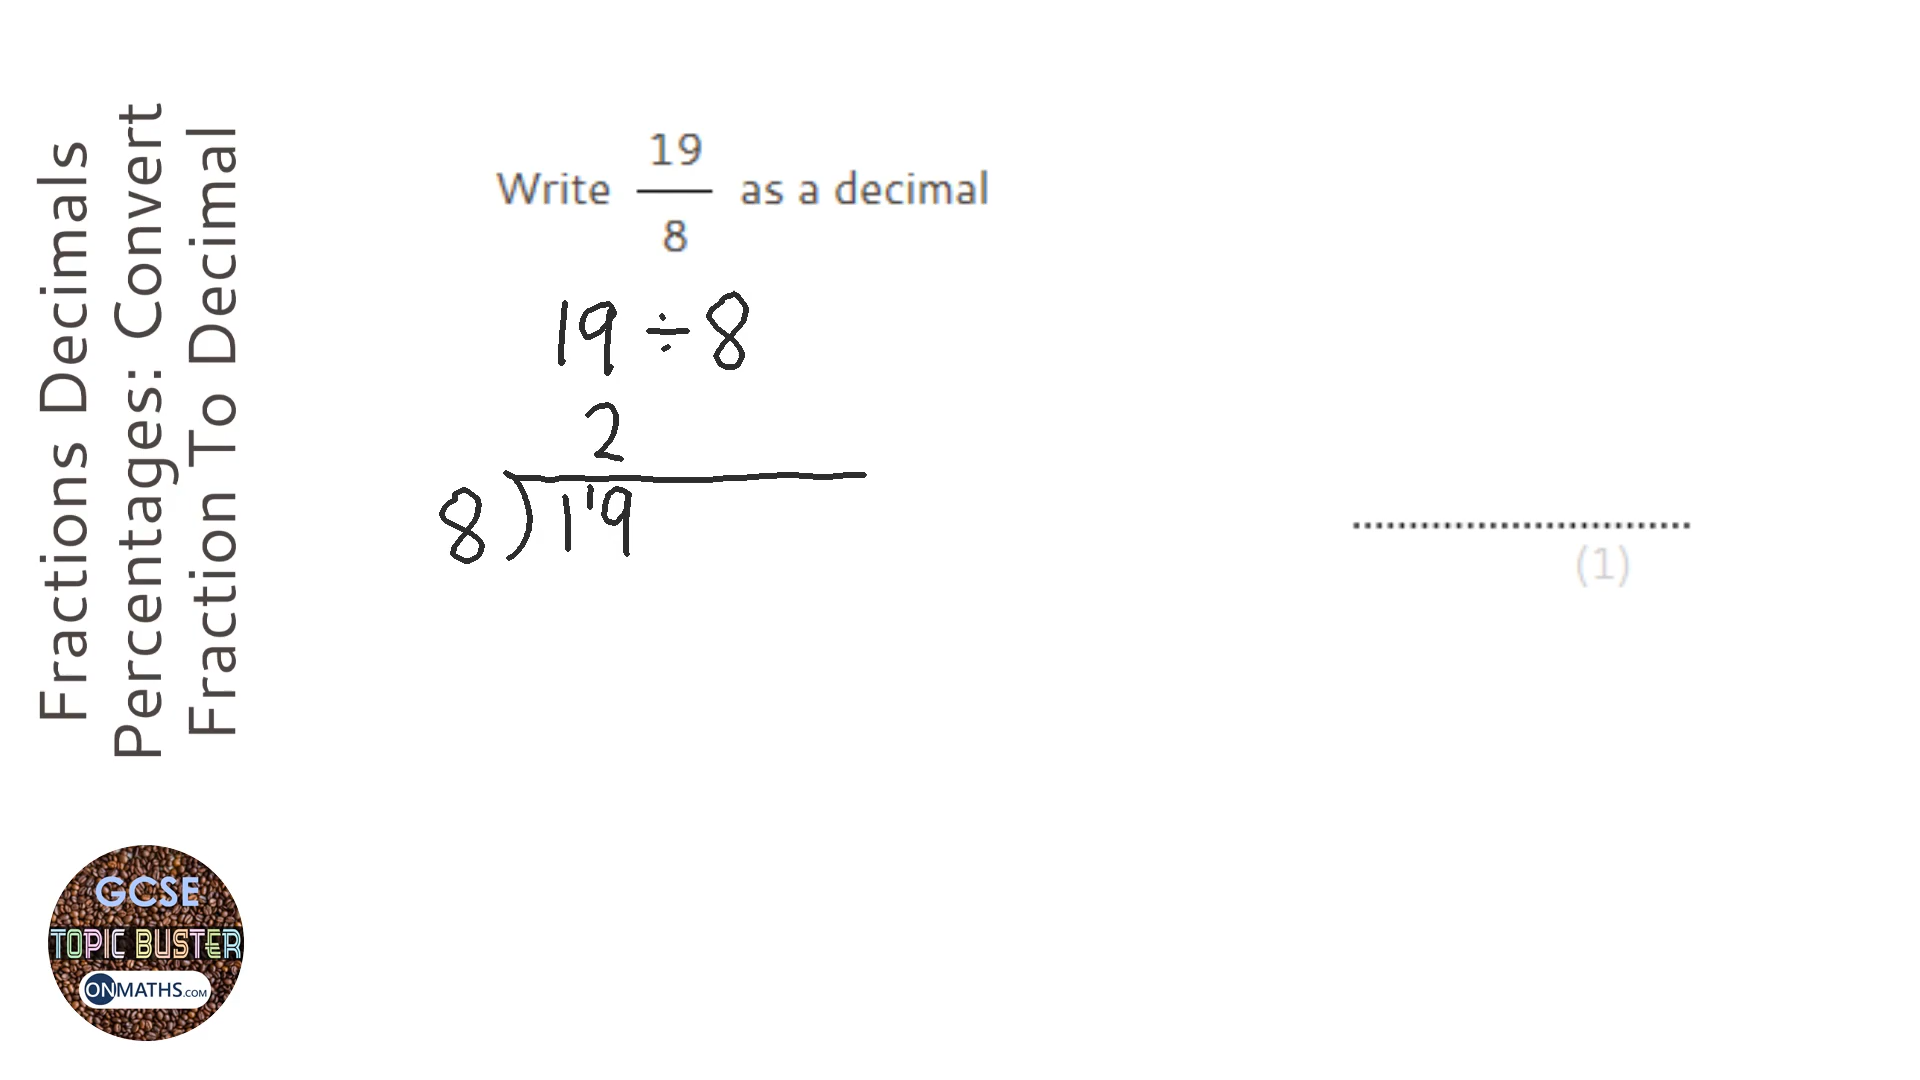 Fractions Decimals
Percentages: Convert
Fraction To Decimal
Write 19/8 as a decimal
19 ÷ 8
2
8 ) 1 ¹9
(1)
GCSE
TOPIC BUSTER
ONMATHS.COM